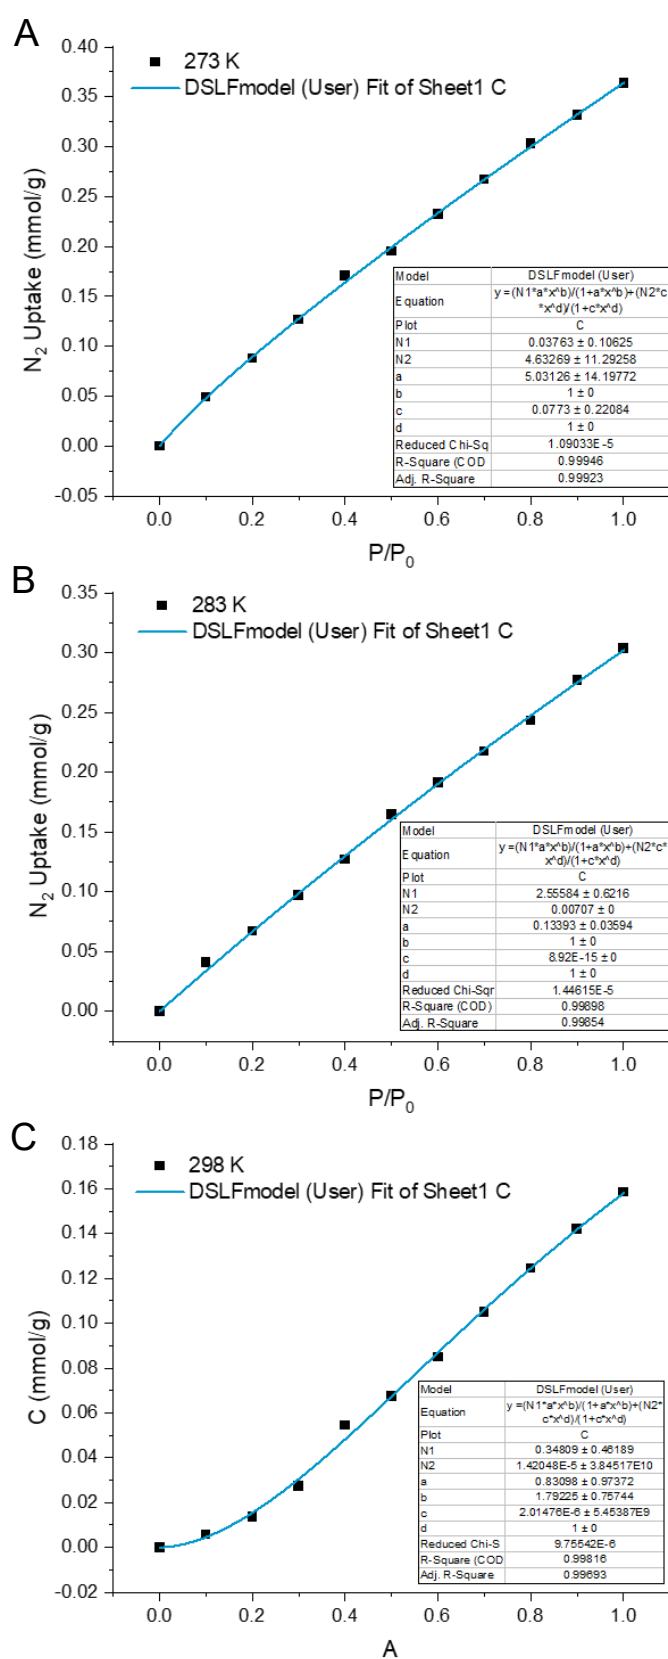 A
0.40
273 K
DSLFmodel (User) Fit of Sheet1 C
0.35
0.30
0.25
0.20
0.15
0.10
0.05
0.00
-0.05
N₂ Uptake (mmol/g)
Model DSLFmodel (User)
Equation y =(N1*a*x^b)/(1+a*x^b)+(N2*c
*x^d)/(1+c*x^d)
Plot C
N1 0.03763 ± 0.10625
N2 4.63269 ± 11.29258
a 5.03126 ± 14.19772
b 1 ± 0
c 0.0773 ± 0.22084
d 1 ± 0
Reduced Chi-Sq 1.09033E-5
R-Square (COD 0.99946
Adj. R-Square 0.99923
0.0 0.2 0.4 0.6 0.8 1.0
P/P₀
B
0.35
283 K
DSLFmodel (User) Fit of Sheet1 C
0.30
0.25
0.20
0.15
0.10
0.05
0.00
N₂ Uptake (mmol/g)
Model DSLFmodel (User)
Equation y =(N1*a*x^b)/(1+a*x^b)+(N2*c*
x^d)/(1+c*x^d)
Plot C
N1 2.55584 ± 0.6216
N2 0.00707 ± 0
a 0.13393 ± 0.03594
b 1 ± 0
c 8.92E-15 ± 0
d 1 ± 0
Reduced Chi-Sqr 1.44615E-5
R-Square (COD) 0.99898
Adj. R-Square 0.99854
0.0 0.2 0.4 0.6 0.8 1.0
P/P₀
C
0.18
298 K
DSLFmodel (User) Fit of Sheet1 C
0.16
0.14
0.12
0.10
0.08
0.06
0.04
0.02
0.00
-0.02
C (mmol/g)
Model DSLFmodel (User)
Equation y =(N1*a*x^b)/(1+a*x^b)+(N2*
c*x^d)/(1+c*x^d)
Plot C
N1 0.34809 ± 0.46189
N2 1.42048E-5 ± 3.84517E10
a 0.83098 ± 0.97372
b 1.79225 ± 0.75744
c 2.01476E-6 ± 5.45387E9
d 1 ± 0
Reduced Chi-S 9.75542E-6
R-Square (COD 0.99816
Adj. R-Square 0.99693
0.0 0.2 0.4 0.6 0.8 1.0
A